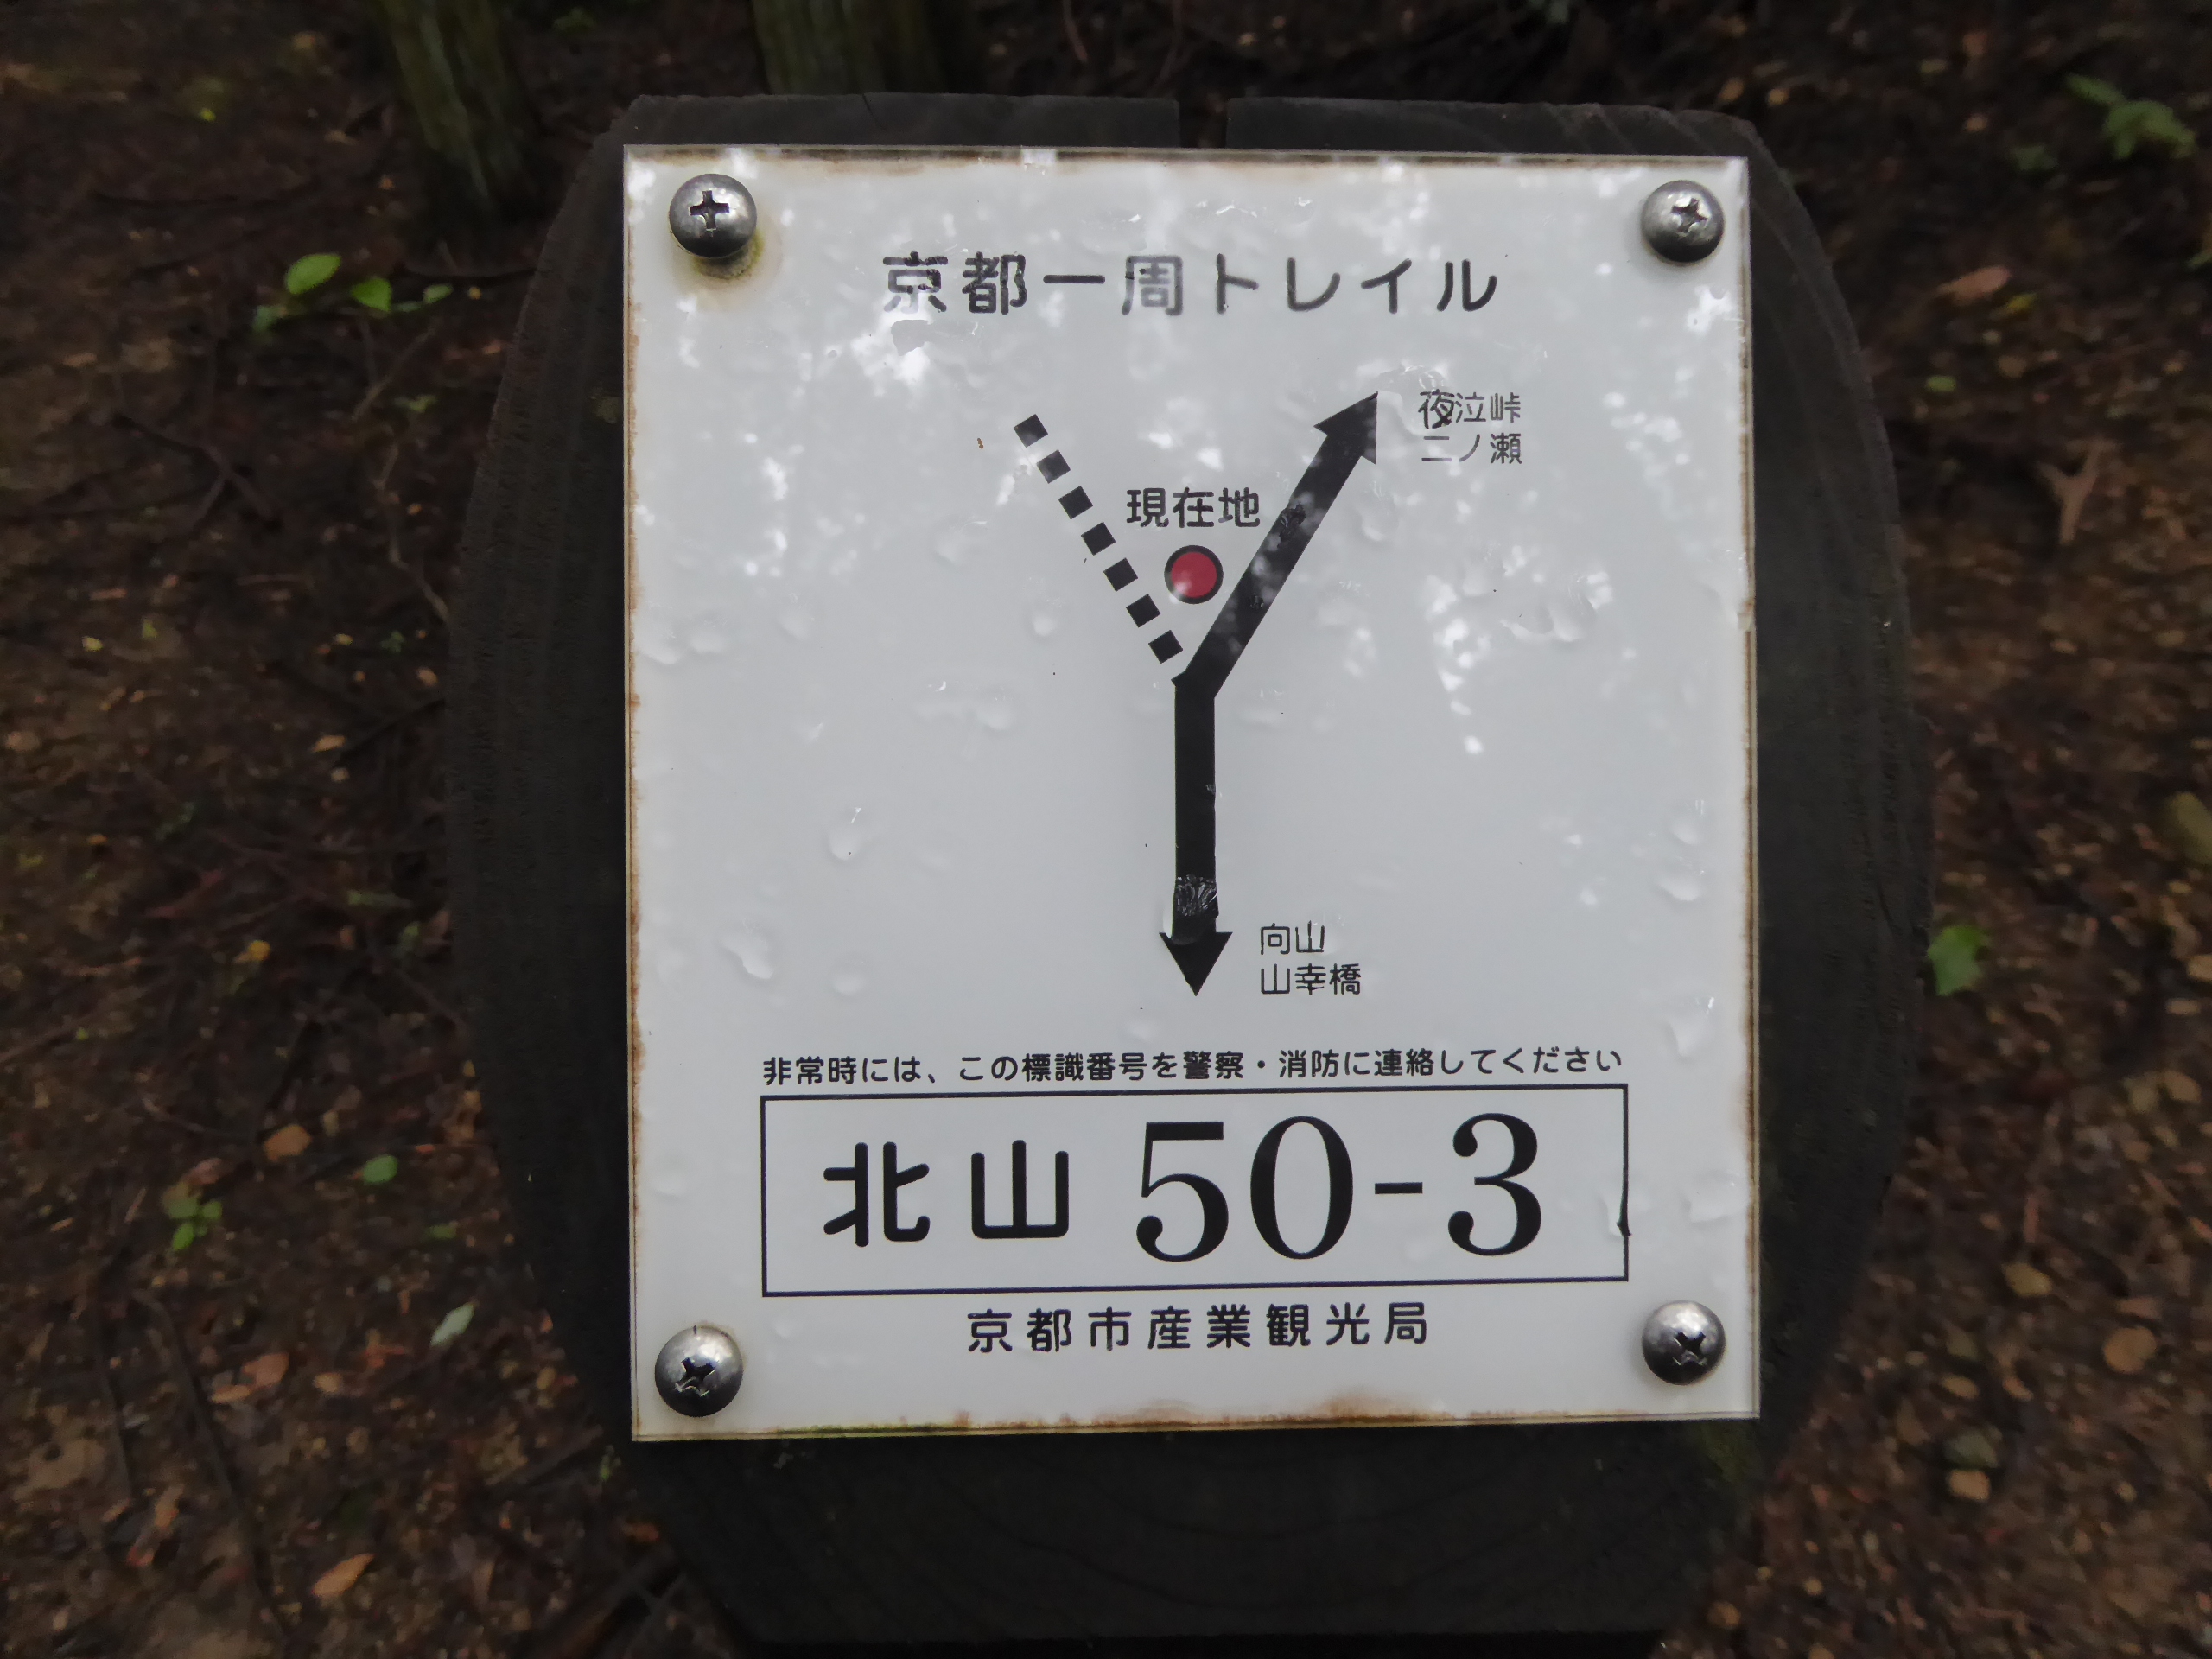 京都一周トレイル
夜泣峠
二ノ瀬
現在地
向山
山幸橋
非常時には、この標識番号を警察・消防に連絡してください
北山 50-3
京都市産業観光局